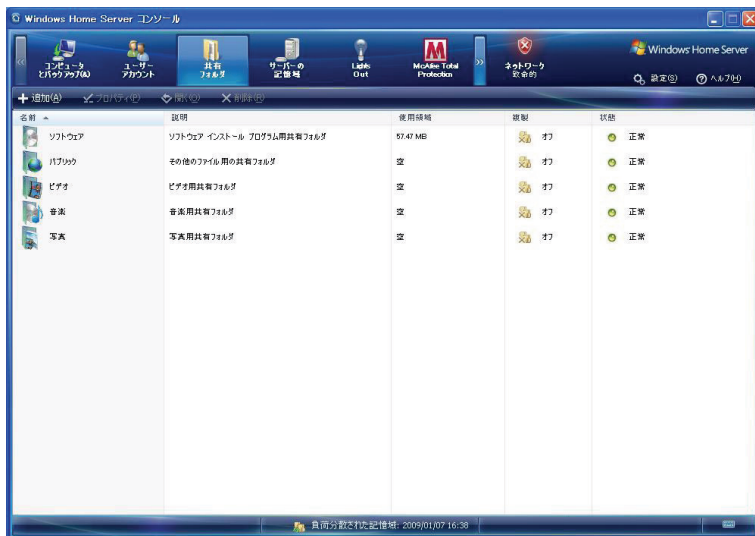 Windows Home Server コンソール
コンピュータ
とバックアップ(A)
ユーザー
アカウント
共有
フォルダ
サーバーの
記憶域
Lights
Out
McAfee Total
Protection
ネットワーク
致命的
Windows Home Server
設定(S)
ヘルプ(H)
追加(A)
プロパティ(P)
開く(O)
削除(R)
名前 説明 使用領域 複製 状態
ソフトウェア ソフトウェア インストール プログラム用共有フォルダ 57.47 MB オフ 正常
パブリック その他のファイル用の共有フォルダ 空 オフ 正常
ビデオ ビデオ用共有フォルダ 空 オフ 正常
音楽 音楽用共有フォルダ 空 オフ 正常
写真 写真用共有フォルダ 空 オフ 正常
負荷分散された記憶域: 2009/01/07 16:38